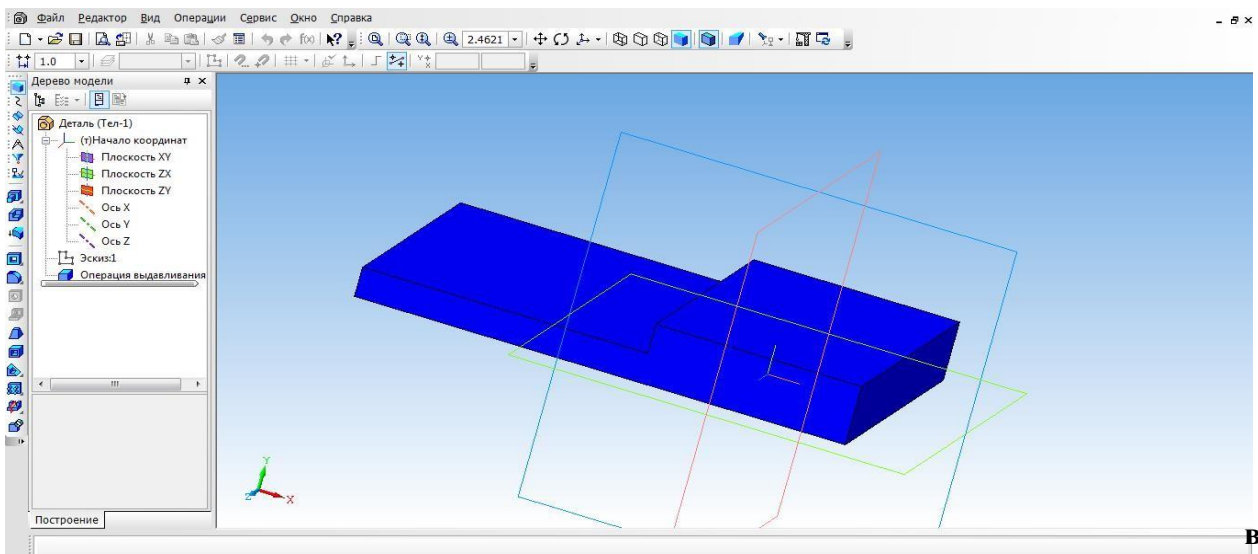 Файл Редактор Вид Операции Сервис Окно Справка
2.4621
1.0
Дерево модели
Деталь (Тел-1)
(т)Начало координат
Плоскость XY
Плоскость ZX
Плоскость ZY
Ось X
Ось Y
Ось Z
Эскиз:1
Операция выдавливания
Y
Z X
Построение
В